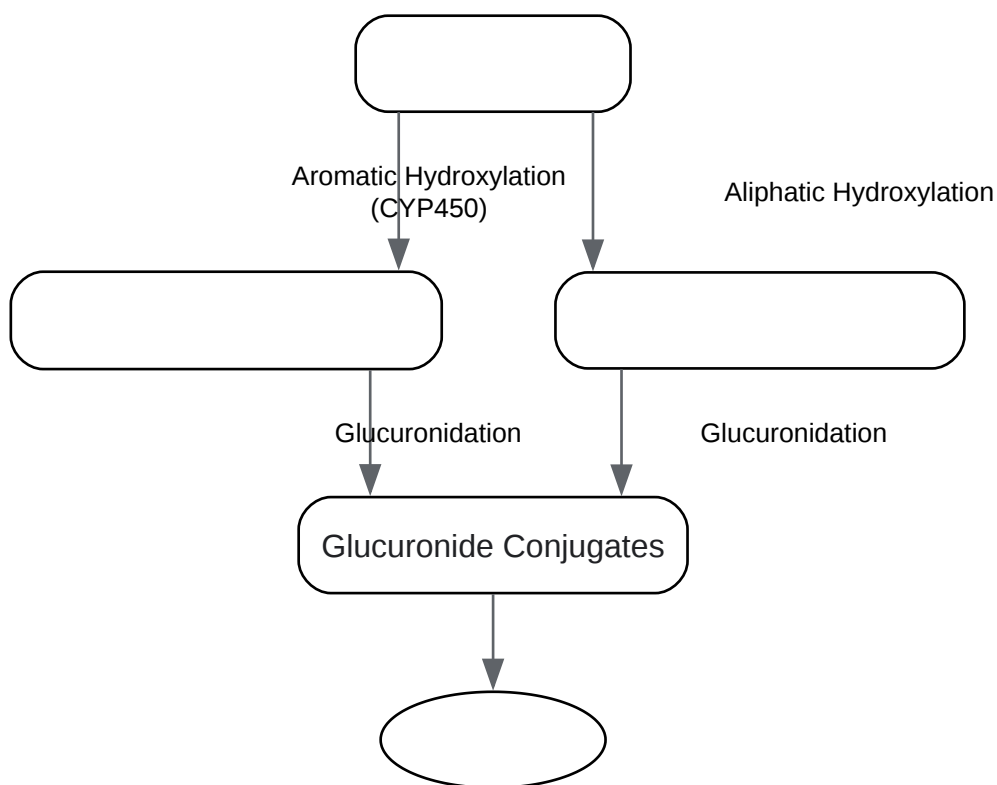 Aromatic Hydroxylation
(CYP450)
Aliphatic Hydroxylation
Glucuronidation
Glucuronidation
Glucuronide Conjugates